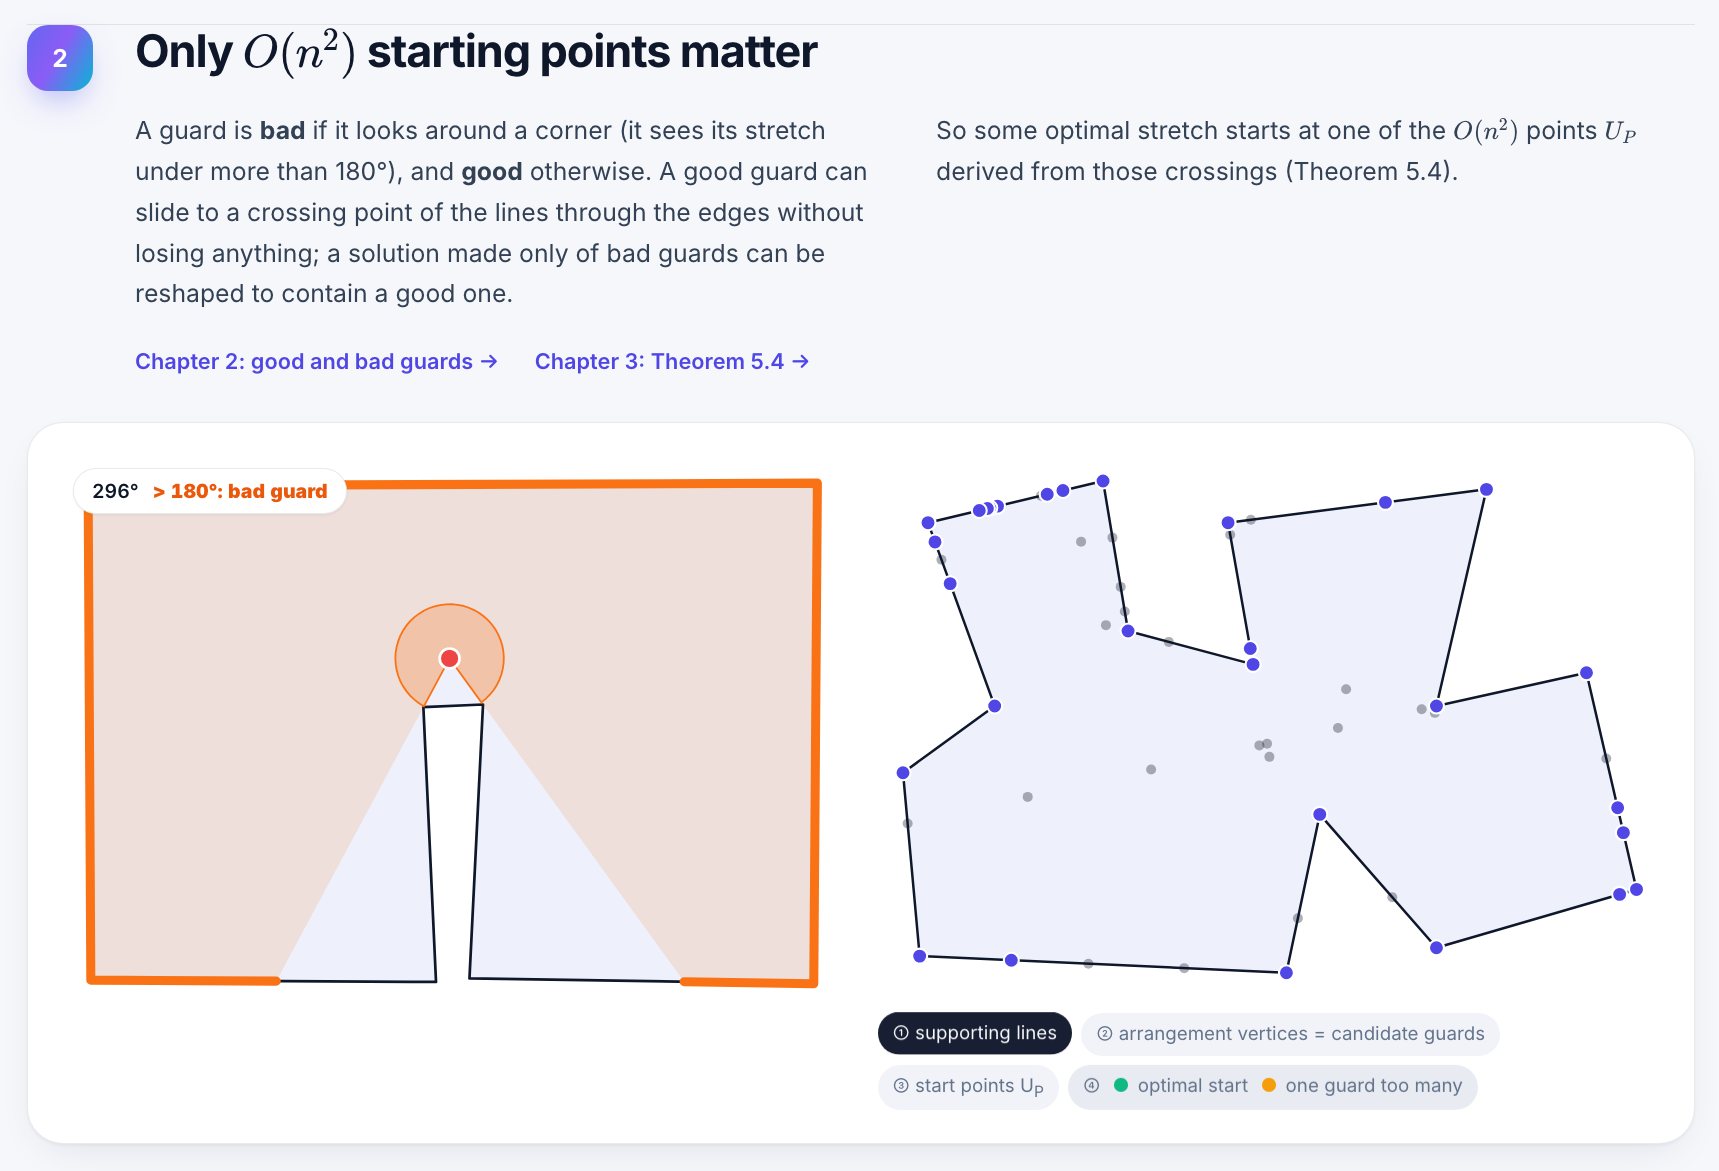 2
Only O(n²) starting points matter
A guard is bad if it looks around a corner (it sees its stretch
under more than 180°), and good otherwise. A good guard can
slide to a crossing point of the lines through the edges without
losing anything; a solution made only of bad guards can be
reshaped to contain a good one.
So some optimal stretch starts at one of the O(n²) points U_P
derived from those crossings (Theorem 5.4).
Chapter 2: good and bad guards → Chapter 3: Theorem 5.4 →
296° > 180°: bad guard
① supporting lines ② arrangement vertices = candidate guards
③ start points U_P ④ optimal start one guard too many